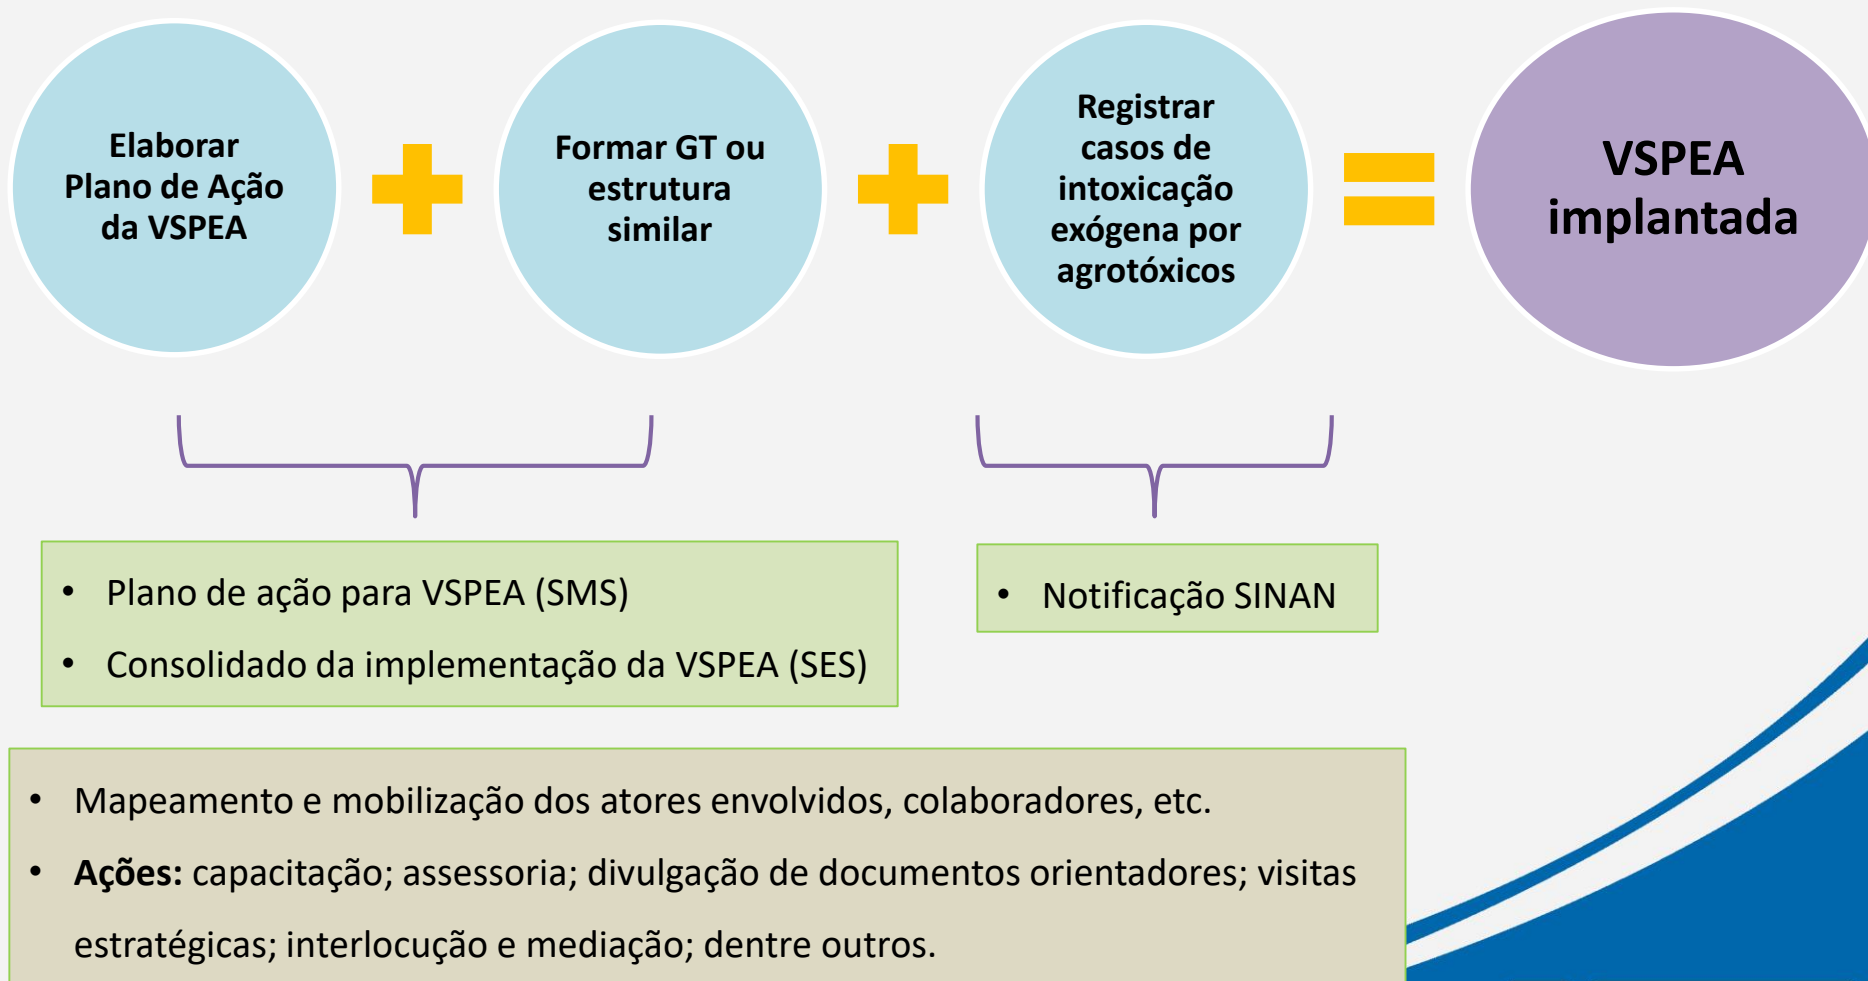 Elaborar
Plano de Ação
da VSPEA
Formar GT ou
estrutura
similar
Registrar
casos de
intoxicação
exógena por
agrotóxicos
VSPEA
implantada
• Plano de ação para VSPEA (SMS)
• Consolidado da implementação da VSPEA (SES)
• Notificação SINAN
• Mapeamento e mobilização dos atores envolvidos, colaboradores, etc.
• Ações: capacitação; assessoria; divulgação de documentos orientadores; visitas
estratégicas; interlocução e mediação; dentre outros.